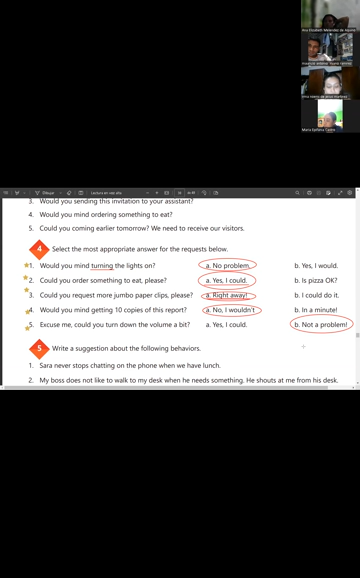 Ana Elizabeth Melendez de Alpírez
mauricio antonio
María Epifania Castro
Dibujar
Lectura en voz alta
3. Would you sending this invitation to your assistant?
4. Would you mind ordering something to eat?
5. Could you coming earlier tomorrow? We need to receive our visitors.
4 Select the most appropriate answer for the requests below.
1. Would you mind turning the lights on? a. No problem. b. Yes, I would.
2. Could you order something to eat, please? a. Yes, I could. b. Is pizza OK?
3. Could you request more jumbo paper clips, please? a. Right away! b. I could do it.
4. Would you mind getting 10 copies of this report? a. No, I wouldn't b. In a minute!
5. Excuse me, could you turn down the volume a bit? a. Yes, I could. b. Not a problem!
5 Write a suggestion about the following behaviors.
1. Sara never stops chatting on the phone when we have lunch.
2. My boss does not like to walk to my desk when he needs something. He shouts at me from his desk.